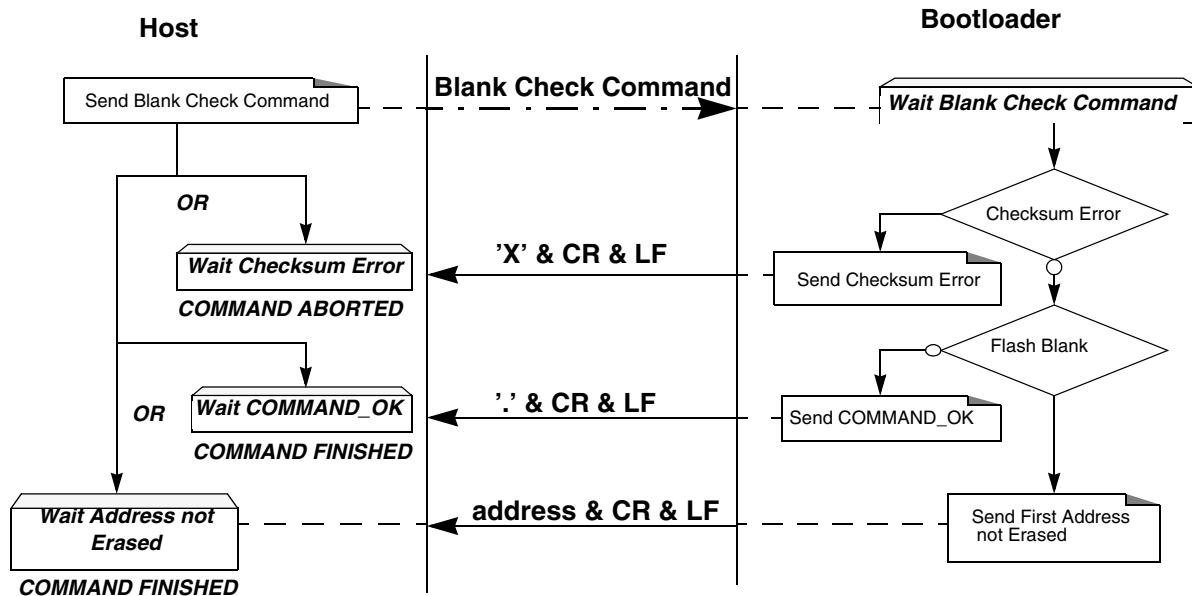 Host
Bootloader
Send Blank Check Command
Blank Check Command
Wait Blank Check Command
OR
Checksum Error
Wait Checksum Error
’X’ & CR & LF
Send Checksum Error
COMMAND ABORTED
Flash Blank
OR
Wait COMMAND_OK
’.’ & CR & LF
Send COMMAND_OK
COMMAND FINISHED
Wait Address not
Erased
address & CR & LF
Send First Address
not Erased
COMMAND FINISHED